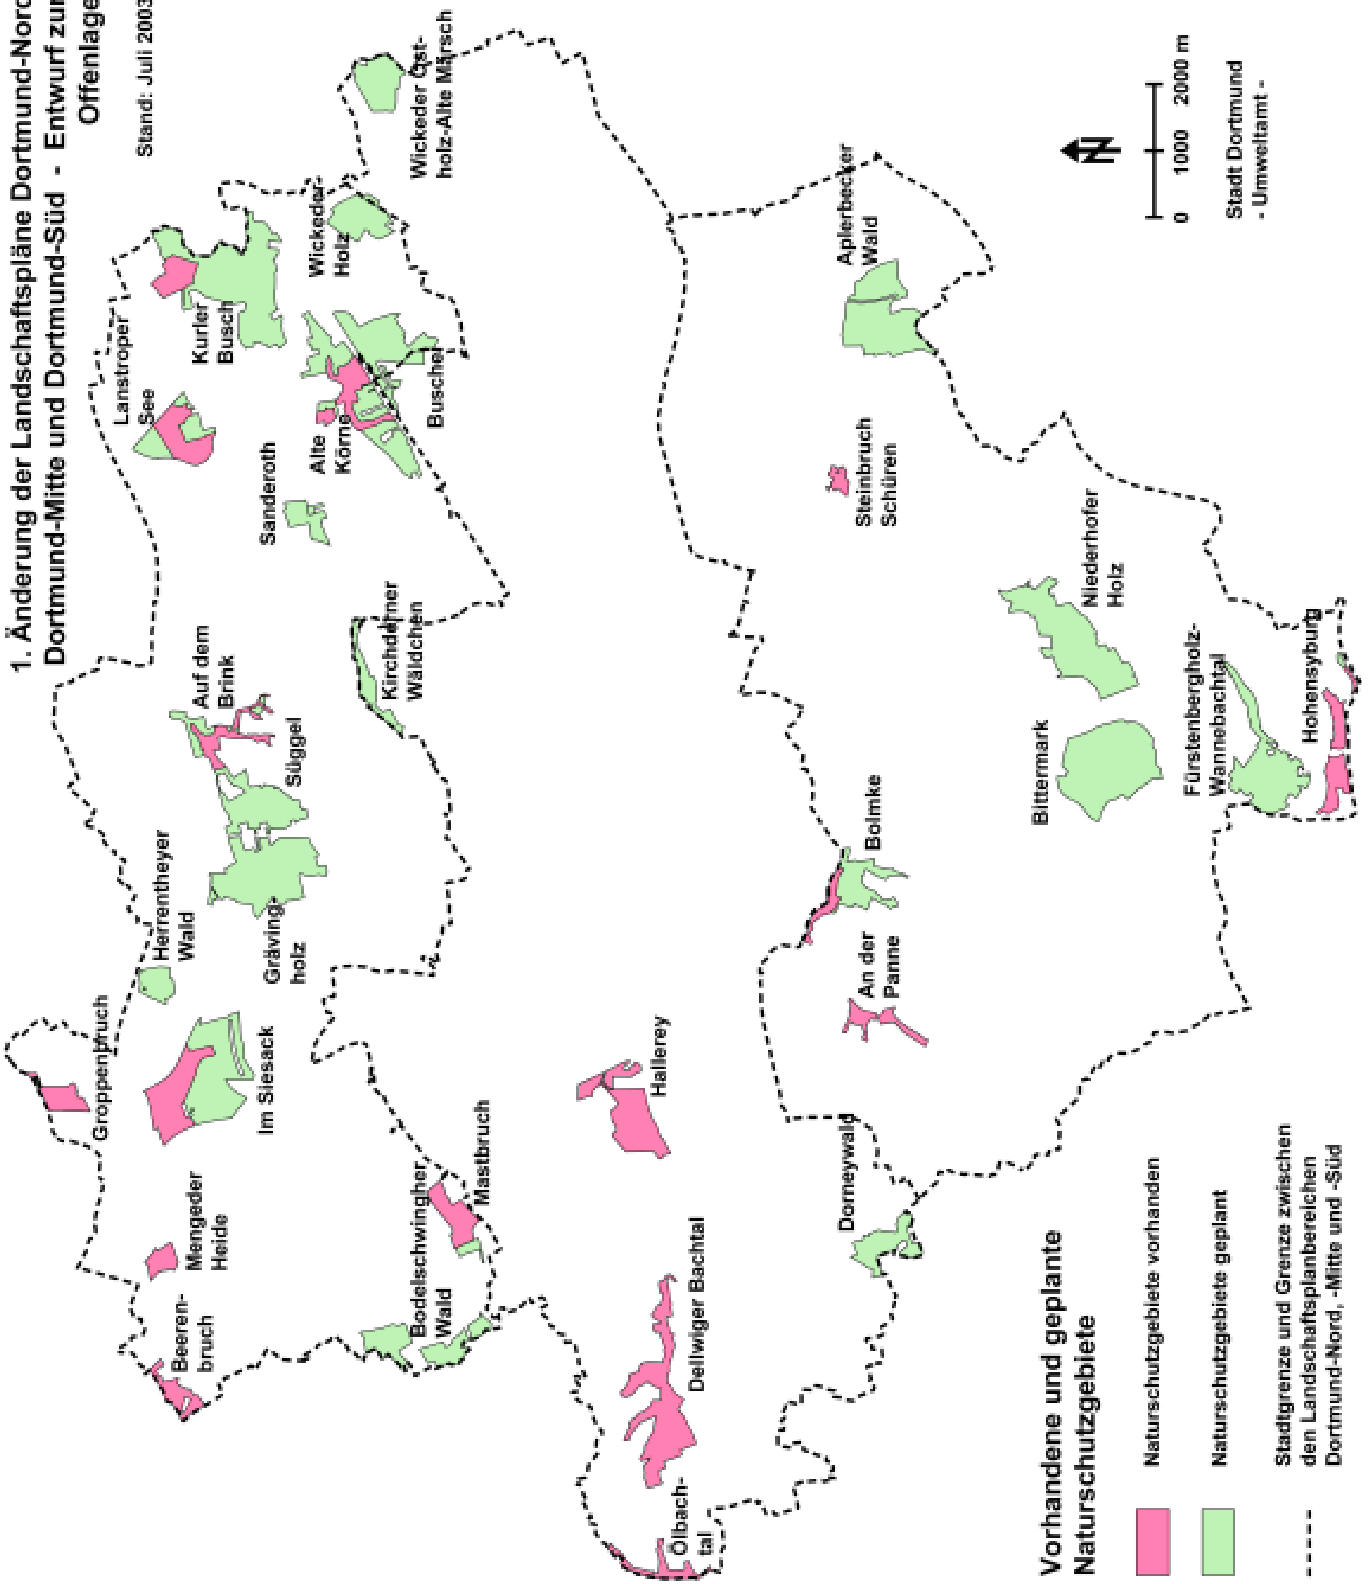 1. Änderung der Landschaftspläne Dortmund-Nord
Dortmund-Mitte und Dortmund-Süd - Entwurf zur
Offenlage
Stand: Juli 2003
Groppenbruch
Beeren-
bruch
Mengeder
Heide
Im Siesack
Herrentheyer
Wald
Gräving-
holz
Süggel
Auf dem
Brink
Kirchderner
Wäldchen
Lanstroper
See
Sanderoth
Kurler
Busch
Alte
Körne
Buschei
Wickeder
Holz
Wickeder Ost-
holz-Alte Märsch
Bodelschwingher
Wald
Mastbruch
Hallerey
Dellwiger Bachtal
Ölbach-
tal
Dorneywald
An der
Panne
Bolmke
Steinbruch
Schüren
Aplerbecker
Wald
Bittermark
Niederhofer
Holz
Fürstenbergholz-
Wannebachtal
Hohensyburg
Vorhandene und geplante
Naturschutzgebiete
Naturschutzgebiete vorhanden
Naturschutzgebiete geplant
Stadtgrenze und Grenze zwischen
den Landschaftsplanbereichen
Dortmund-Nord, -Mitte und -Süd
N
0 1000 2000 m
Stadt Dortmund
- Umweltamt -